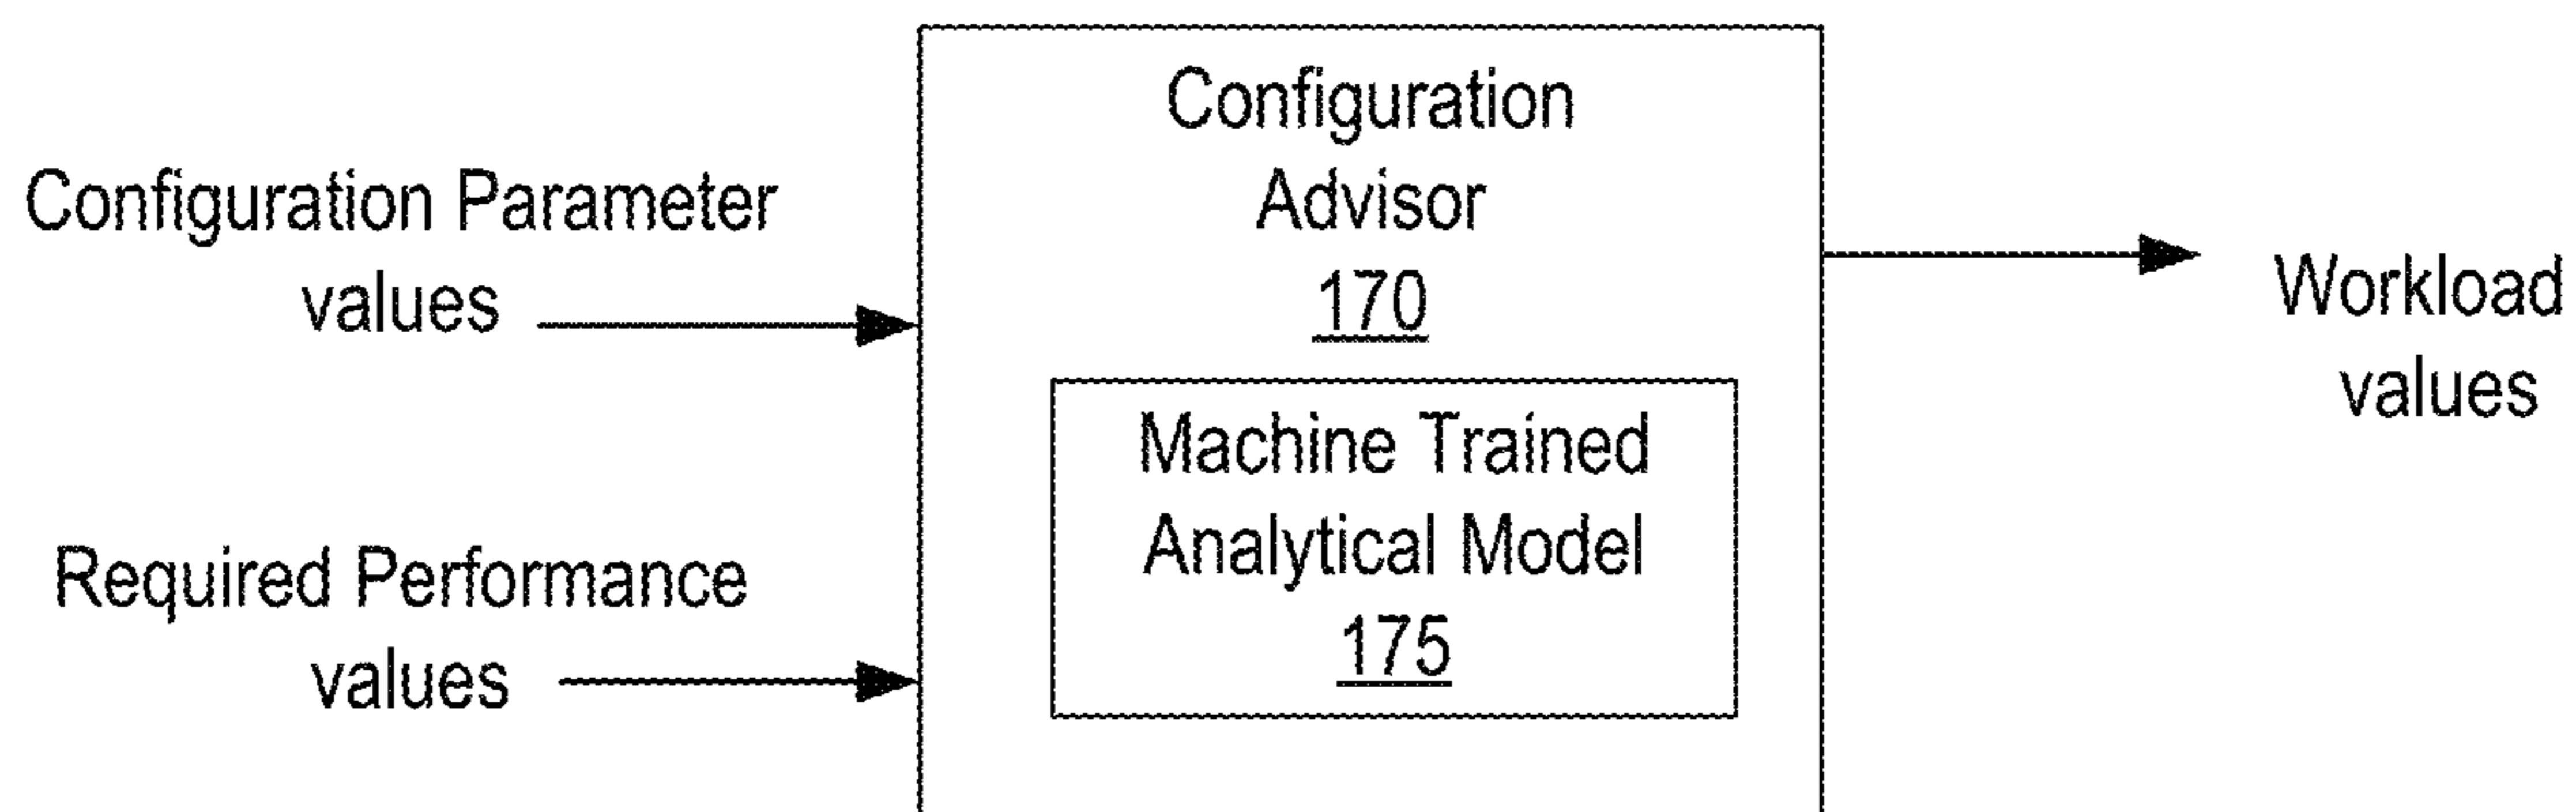 Configuration Parameter
values
Required Performance
values
Configuration
Advisor
170
Machine Trained
Analytical Model
175
Workload
values